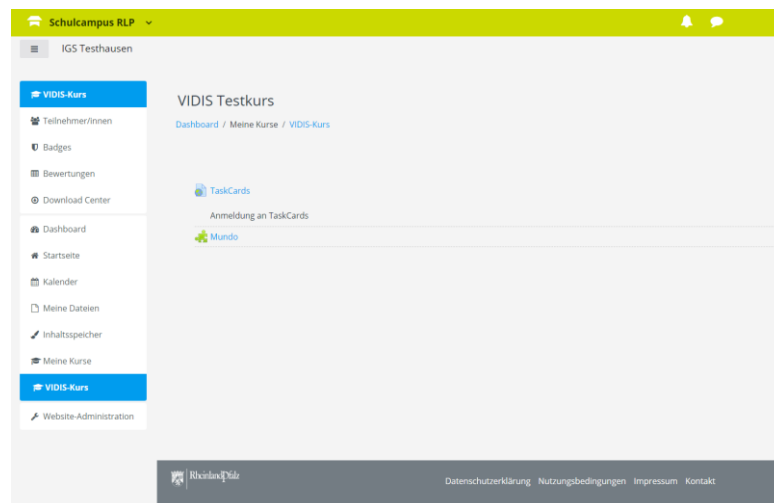 Schulcampus RLP
IGS Testhausen
VIDIS-Kurs
Teilnehmer/innen
Badges
Bewertungen
Download Center
Dashboard
Startseite
Kalender
Meine Dateien
Inhaltsspeicher
Meine Kurse
VIDIS-Kurs
Website-Administration
VIDIS Testkurs
Dashboard / Meine Kurse / VIDIS-Kurs
TaskCards
Anmeldung an TaskCards
Mundo
RheinlandPfalz
Datenschutzerklärung Nutzungsbedingungen Impressum Kontakt